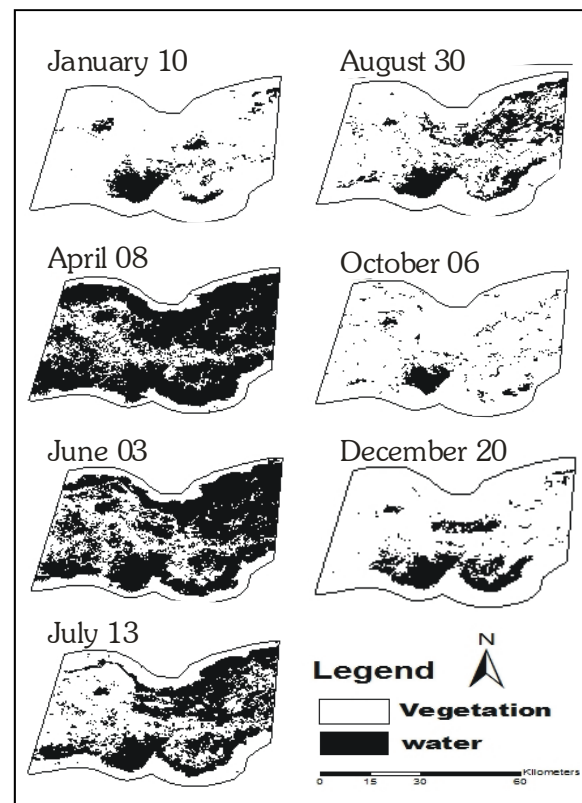 January 10
August 30
April 08
October 06
June 03
December 20
July 13
N
Legend
Vegetation
water
Kilometers
0 15 30 60